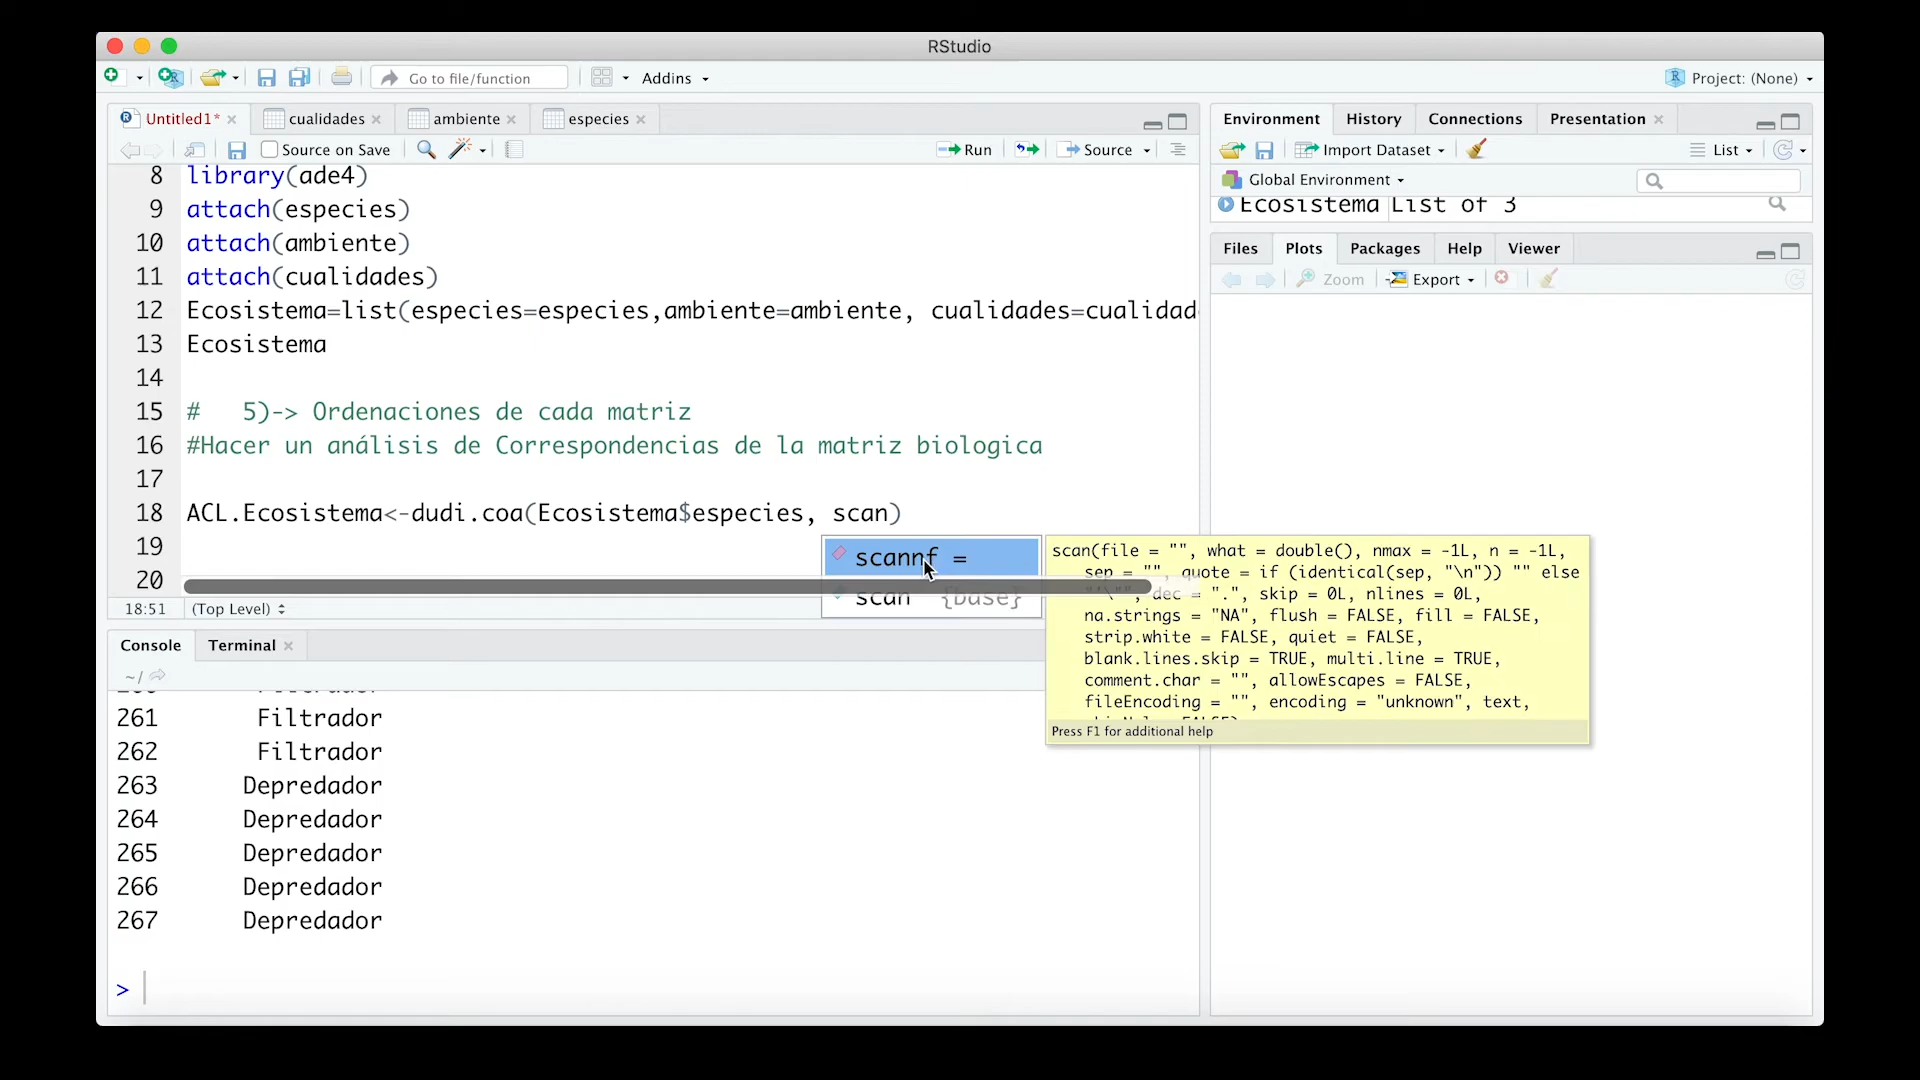 RStudio
Go to file/function
Addins
Project: (None)
Untitled1*
cualidades
ambiente
especies
Source on Save
Run
Source
8 library(ade4)
9 attach(especies)
10 attach(ambiente)
11 attach(cualidades)
12 Ecosistema=list(especies=especies,ambiente=ambiente, cualidades=cualidad
13 Ecosistema
14
15 #   5)-> Ordenaciones de cada matriz
16 #Hacer un análisis de Correspondencias de la matriz biologica
17
18 ACL.Ecosistema<-dudi.coa(Ecosistema$especies, scan)
19
20
scannf =
scan {base}
18:51 (Top Level)
scan(file = "", what = double(), nmax = -1L, n = -1L,
sep = "", quote = if (identical(sep, "\n")) "" else
"'\"", dec = ".", skip = 0L, nlines = 0L,
na.strings = "NA", flush = FALSE, fill = FALSE,
strip.white = FALSE, quiet = FALSE,
blank.lines.skip = TRUE, multi.line = TRUE,
comment.char = "", allowEscapes = FALSE,
fileEncoding = "", encoding = "unknown", text,
Press F1 for additional help
Console
Terminal
~/
261 Filtrador
262 Filtrador
263 Depredador
264 Depredador
265 Depredador
266 Depredador
267 Depredador
>
Environment
History
Connections
Presentation
Import Dataset
List
Global Environment
Ecosistema List of 3
Files
Plots
Packages
Help
Viewer
Zoom
Export